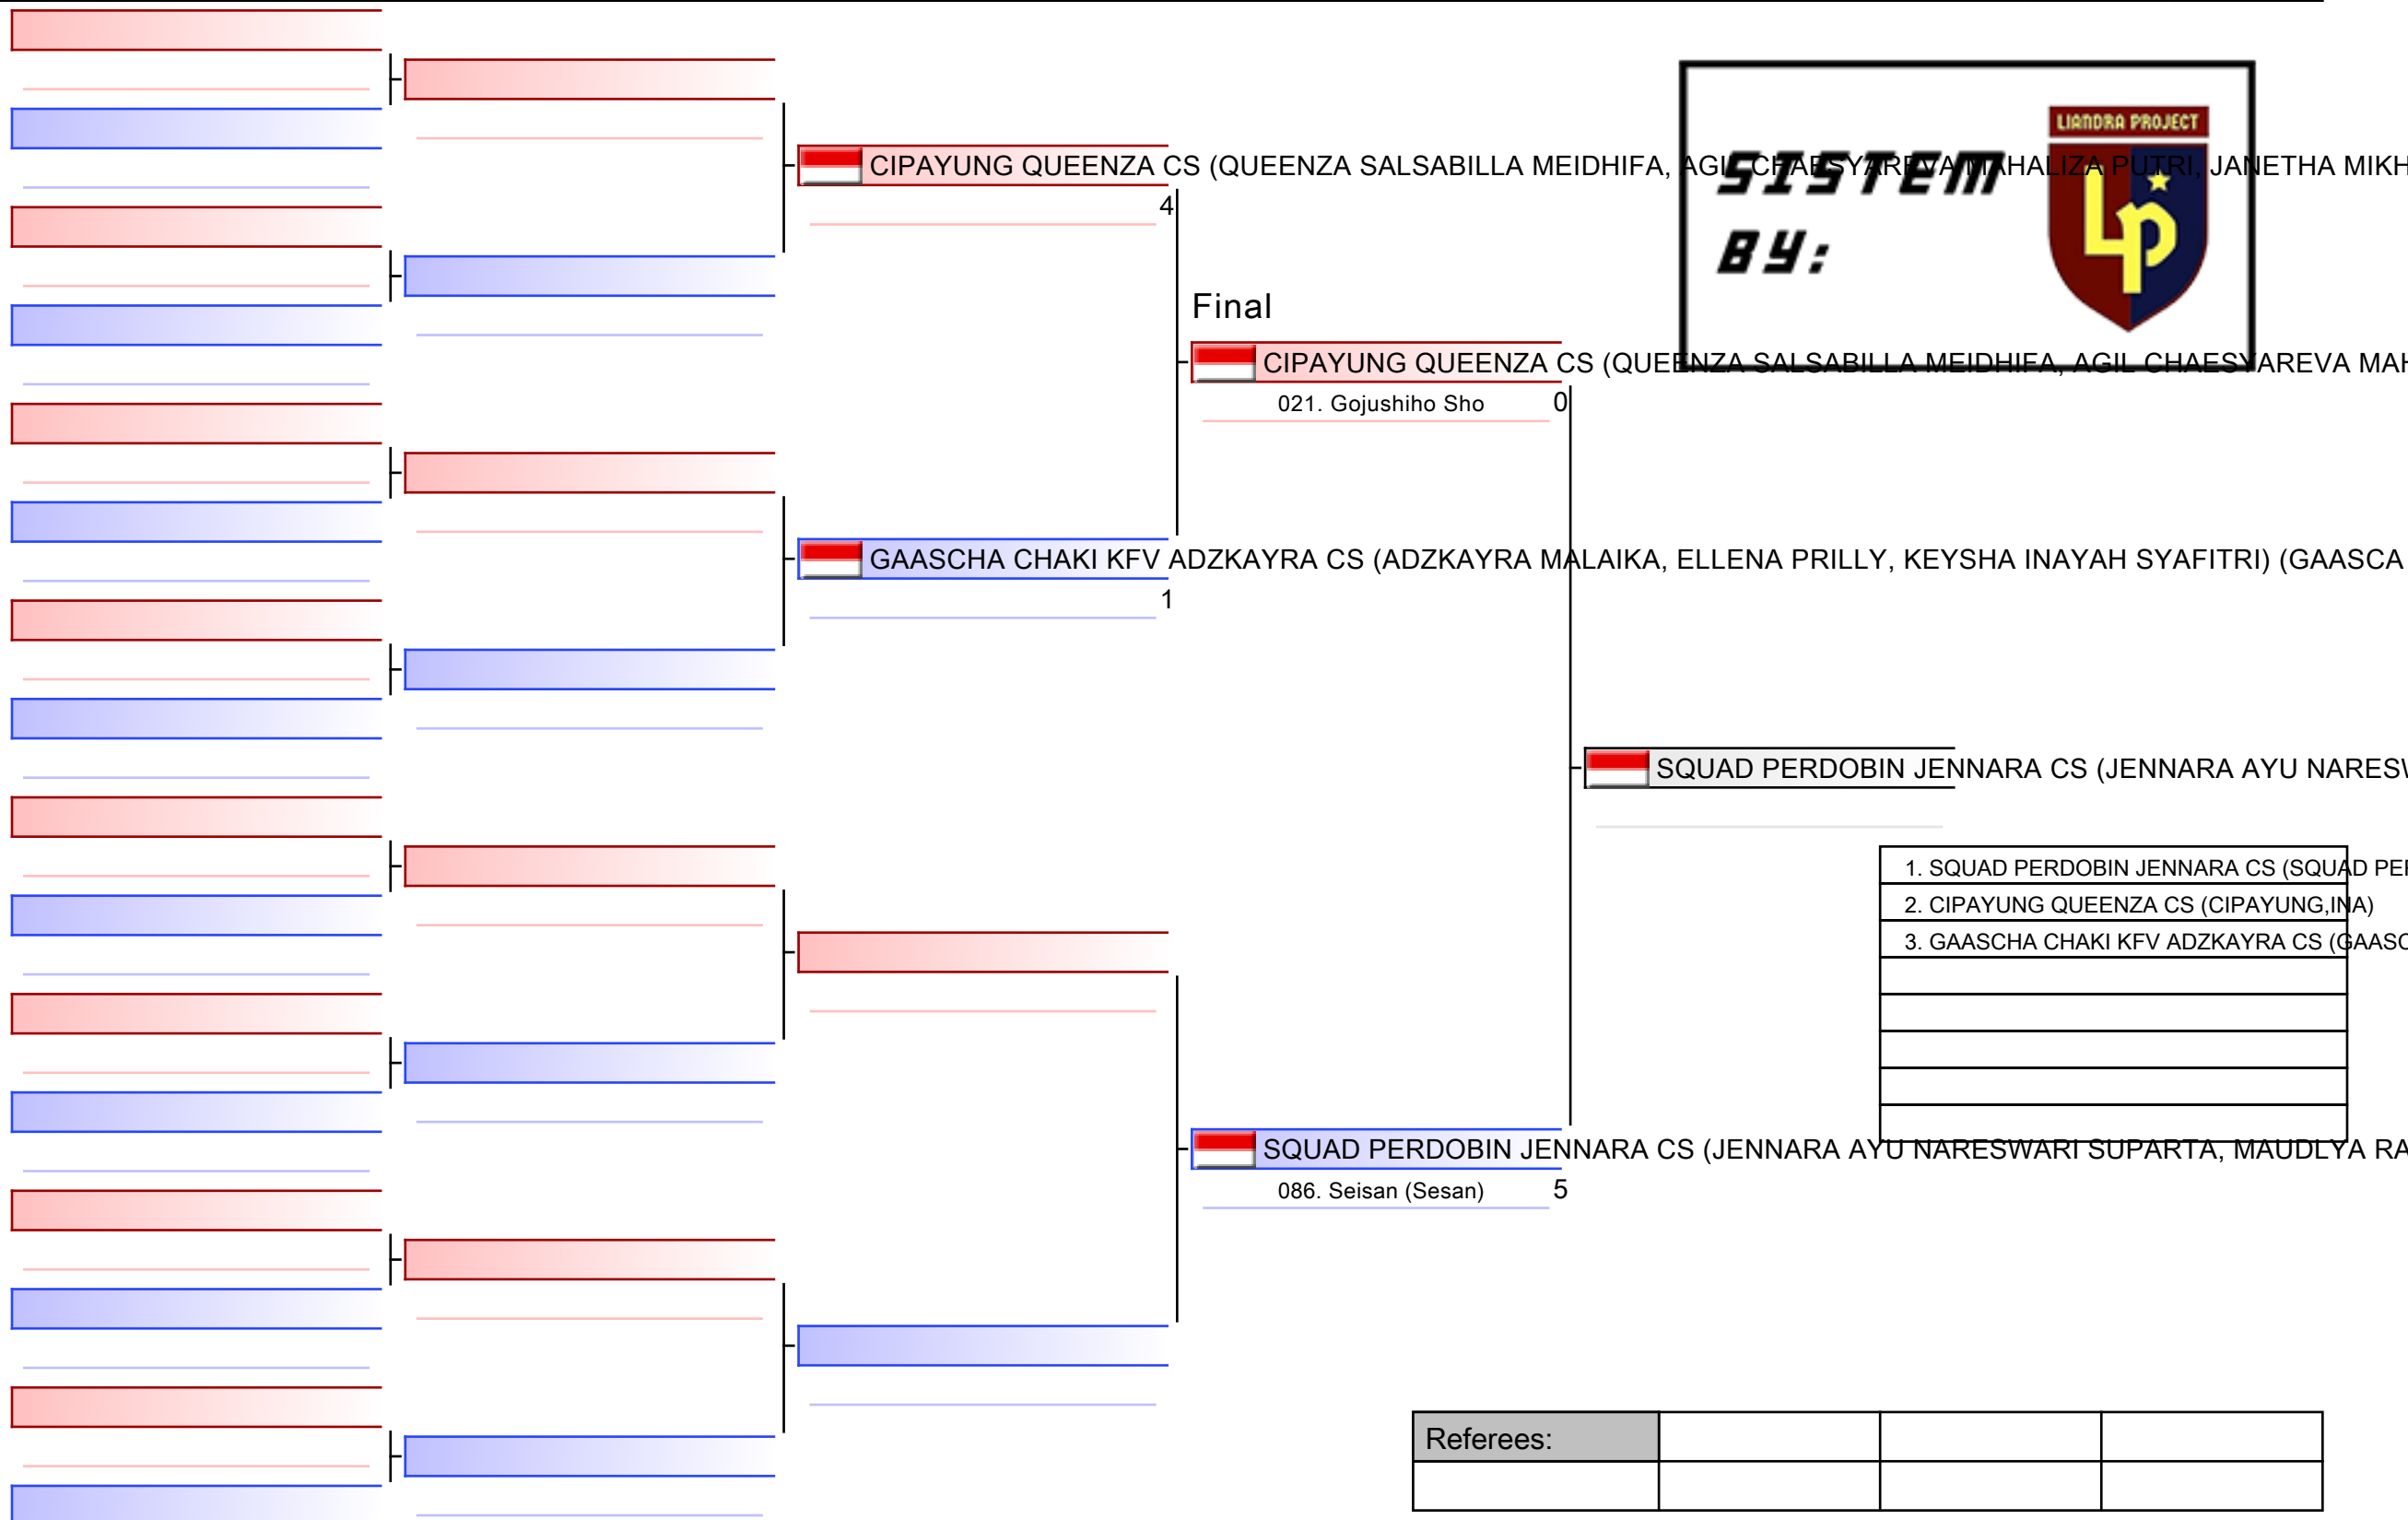 LIANDRA PROJECT
SISTEM
BY:
Lp
CIPAYUNG QUEENZA CS (QUEENZA SALSABILLA MEIDHIFA, AGIL CHAESYAREVA MAHALIZA PUTRI, JANETHA MIKH
4
Final
CIPAYUNG QUEENZA CS (QUEENZA SALSABILLA MEIDHIFA, AGIL CHAESYAREVA MAH
021. Gojushiho Sho 0
GAASCHA CHAKI KFV ADZKAYRA CS (ADZKAYRA MALAIKA, ELLENA PRILLY, KEYSHA INAYAH SYAFITRI) (GAASCA
1
SQUAD PERDOBIN JENNARA CS (JENNARA AYU NARESW
1. SQUAD PERDOBIN JENNARA CS (SQUAD PER
2. CIPAYUNG QUEENZA CS (CIPAYUNG,INA)
3. GAASCHA CHAKI KFV ADZKAYRA CS (GAASC
SQUAD PERDOBIN JENNARA CS (JENNARA AYU NARESWARI SUPARTA, MAUDLYA RA
086. Seisan (Sesan) 5
Referees: